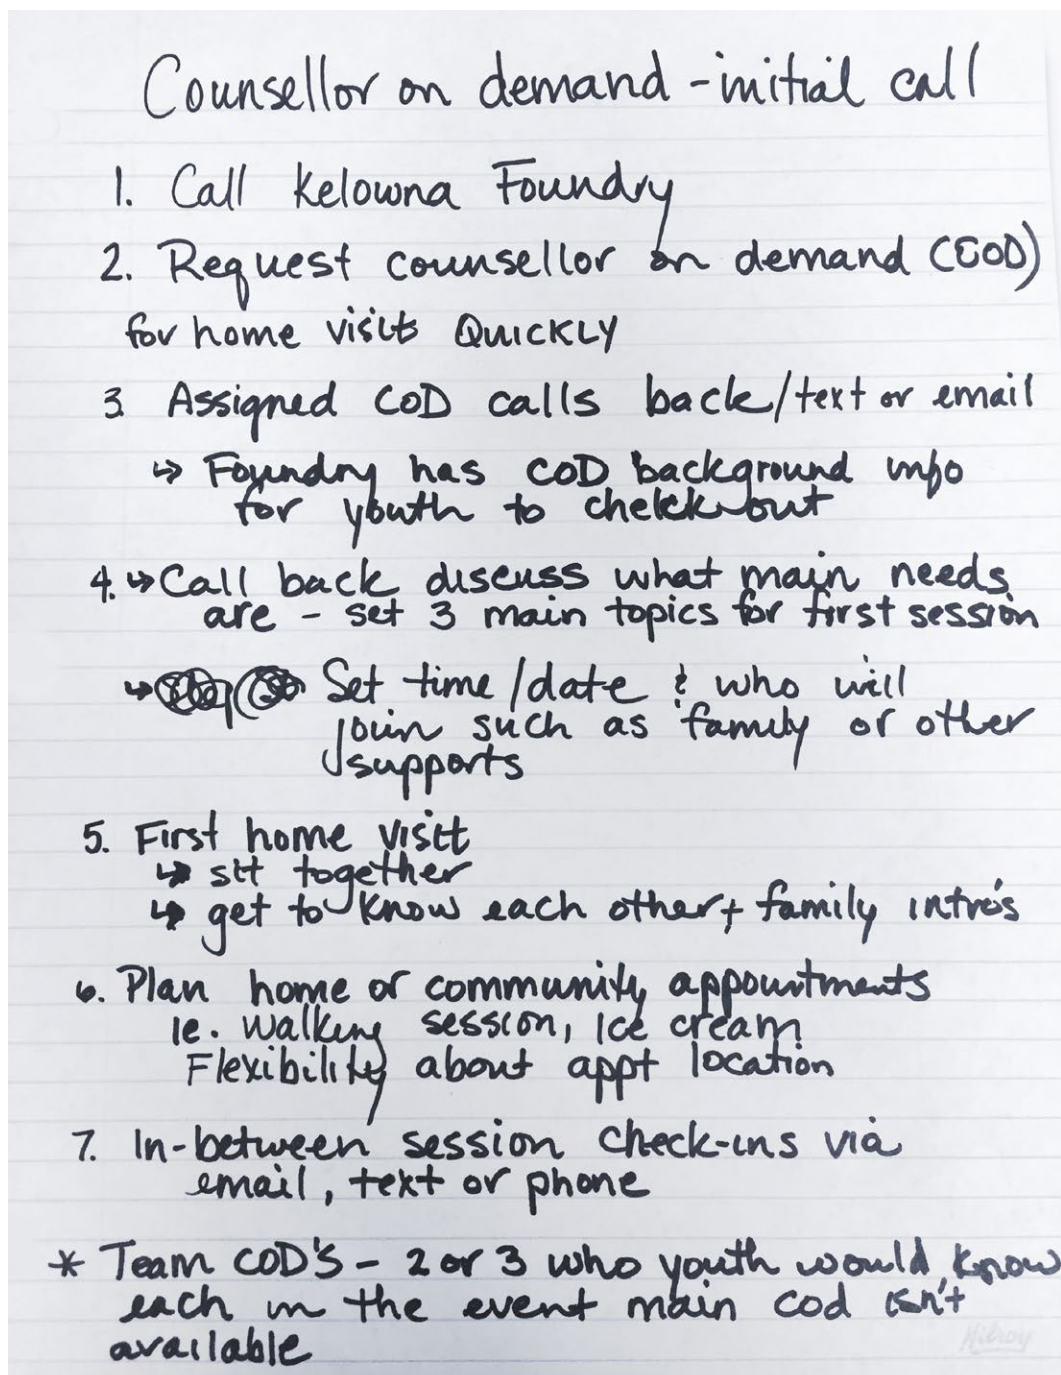 Counsellor on demand - initial call
1. Call Kelowna Foundry
2. Request counsellor on demand (COD)
for home visits QUICKLY
3. Assigned COD calls back/text or email
↳ Foundry has COD background info
for youth to check out
4. ↳ Call back discuss what main needs
are - set 3 main topics for first session
↳ Set time/date & who will
join such as family or other
supports
5. First home visit
↳ sit together
↳ get to know each other + family intro's
6. Plan home or community appointments
ie. walking session, ice cream
Flexibility about appt location
7. In-between session check-ins via
email, text or phone
* Team COD'S - 2 or 3 who youth would know
each in the event main cod isn't
available
Hilroy